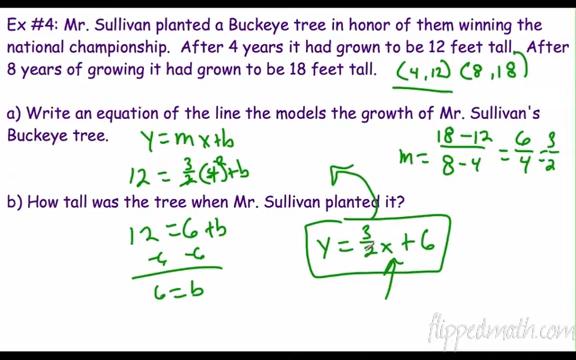 Ex #4: Mr. Sullivan planted a Buckeye tree in honor of them winning the
national championship. After 4 years it had grown to be 12 feet tall. After
8 years of growing it had grown to be 18 feet tall. (4,12) (8,18)
a) Write an equation of the line the models the growth of Mr. Sullivan's
Buckeye tree.
y = mx+b
m = 18-12/8-4 = 6/4 = 3/2
12 = 3/2(4)+b
b) How tall was the tree when Mr. Sullivan planted it?
12 = 6+b
-6 -6
6 = b
y = 3/2x + 6
flippedmath.com